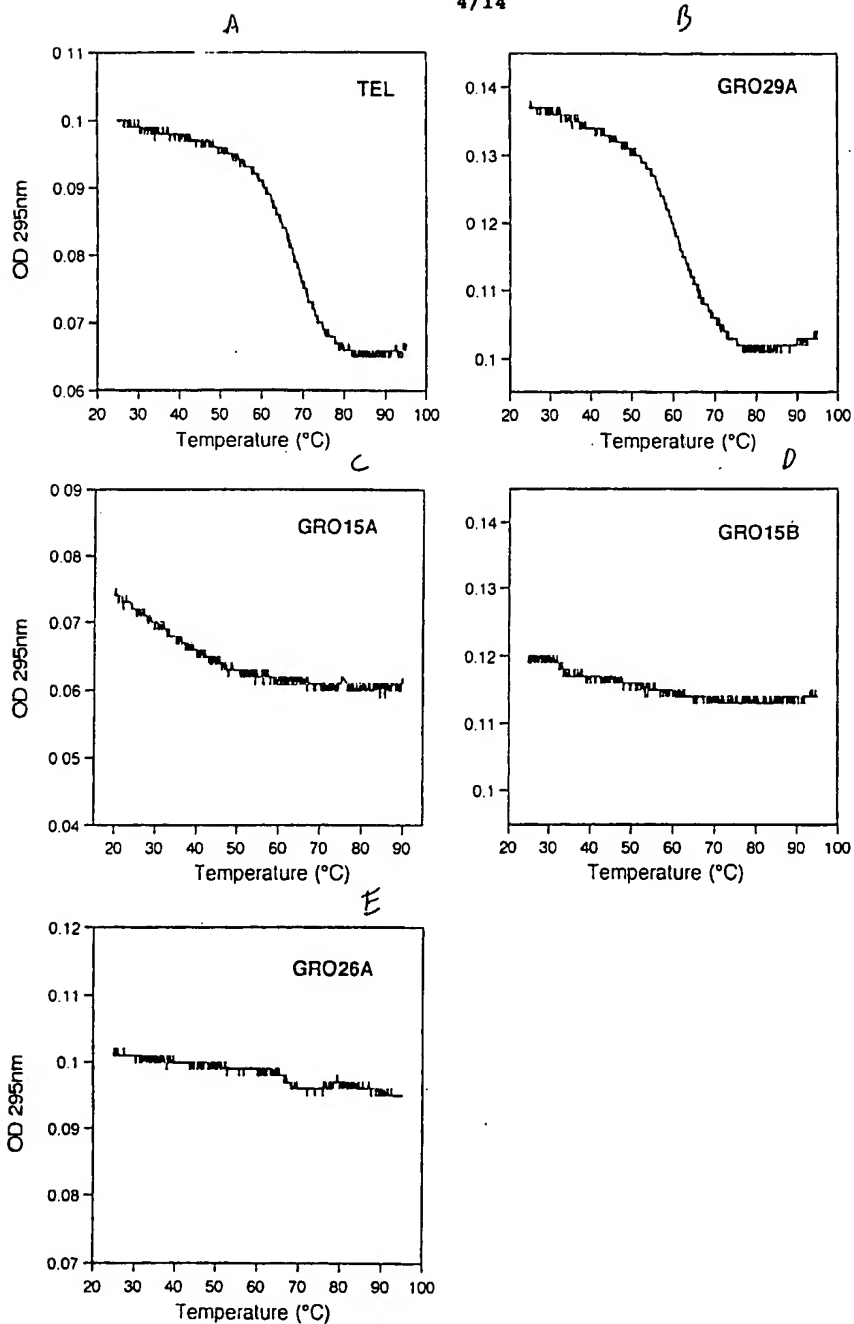 4/14
A
B
TEL
GRO29A
OD 295nm
0.11
0.1
0.09
0.08
0.07
0.06
20 30 40 50 60 70 80 90 100
Temperature (°C)
0.14
0.13
0.12
0.11
0.1
20 30 40 50 60 70 80 90 100
Temperature (°C)
C
D
GRO15A
GRO15B
OD 295nm
0 09
0.08
0.07
0 06
0 05
0 04
20 30 40 50 60 70 80 90
Temperature (°C)
0.14
0.13
0.12
0.11
0.1
20 30 40 50 60 70 80 90 100
Temperature (°C)
E
GRO26A
OD 295nm
0.12
0.11
0.1
0.09
0.08
0.07
20 30 40 50 60 70 80 90 100
Temperature (°C)